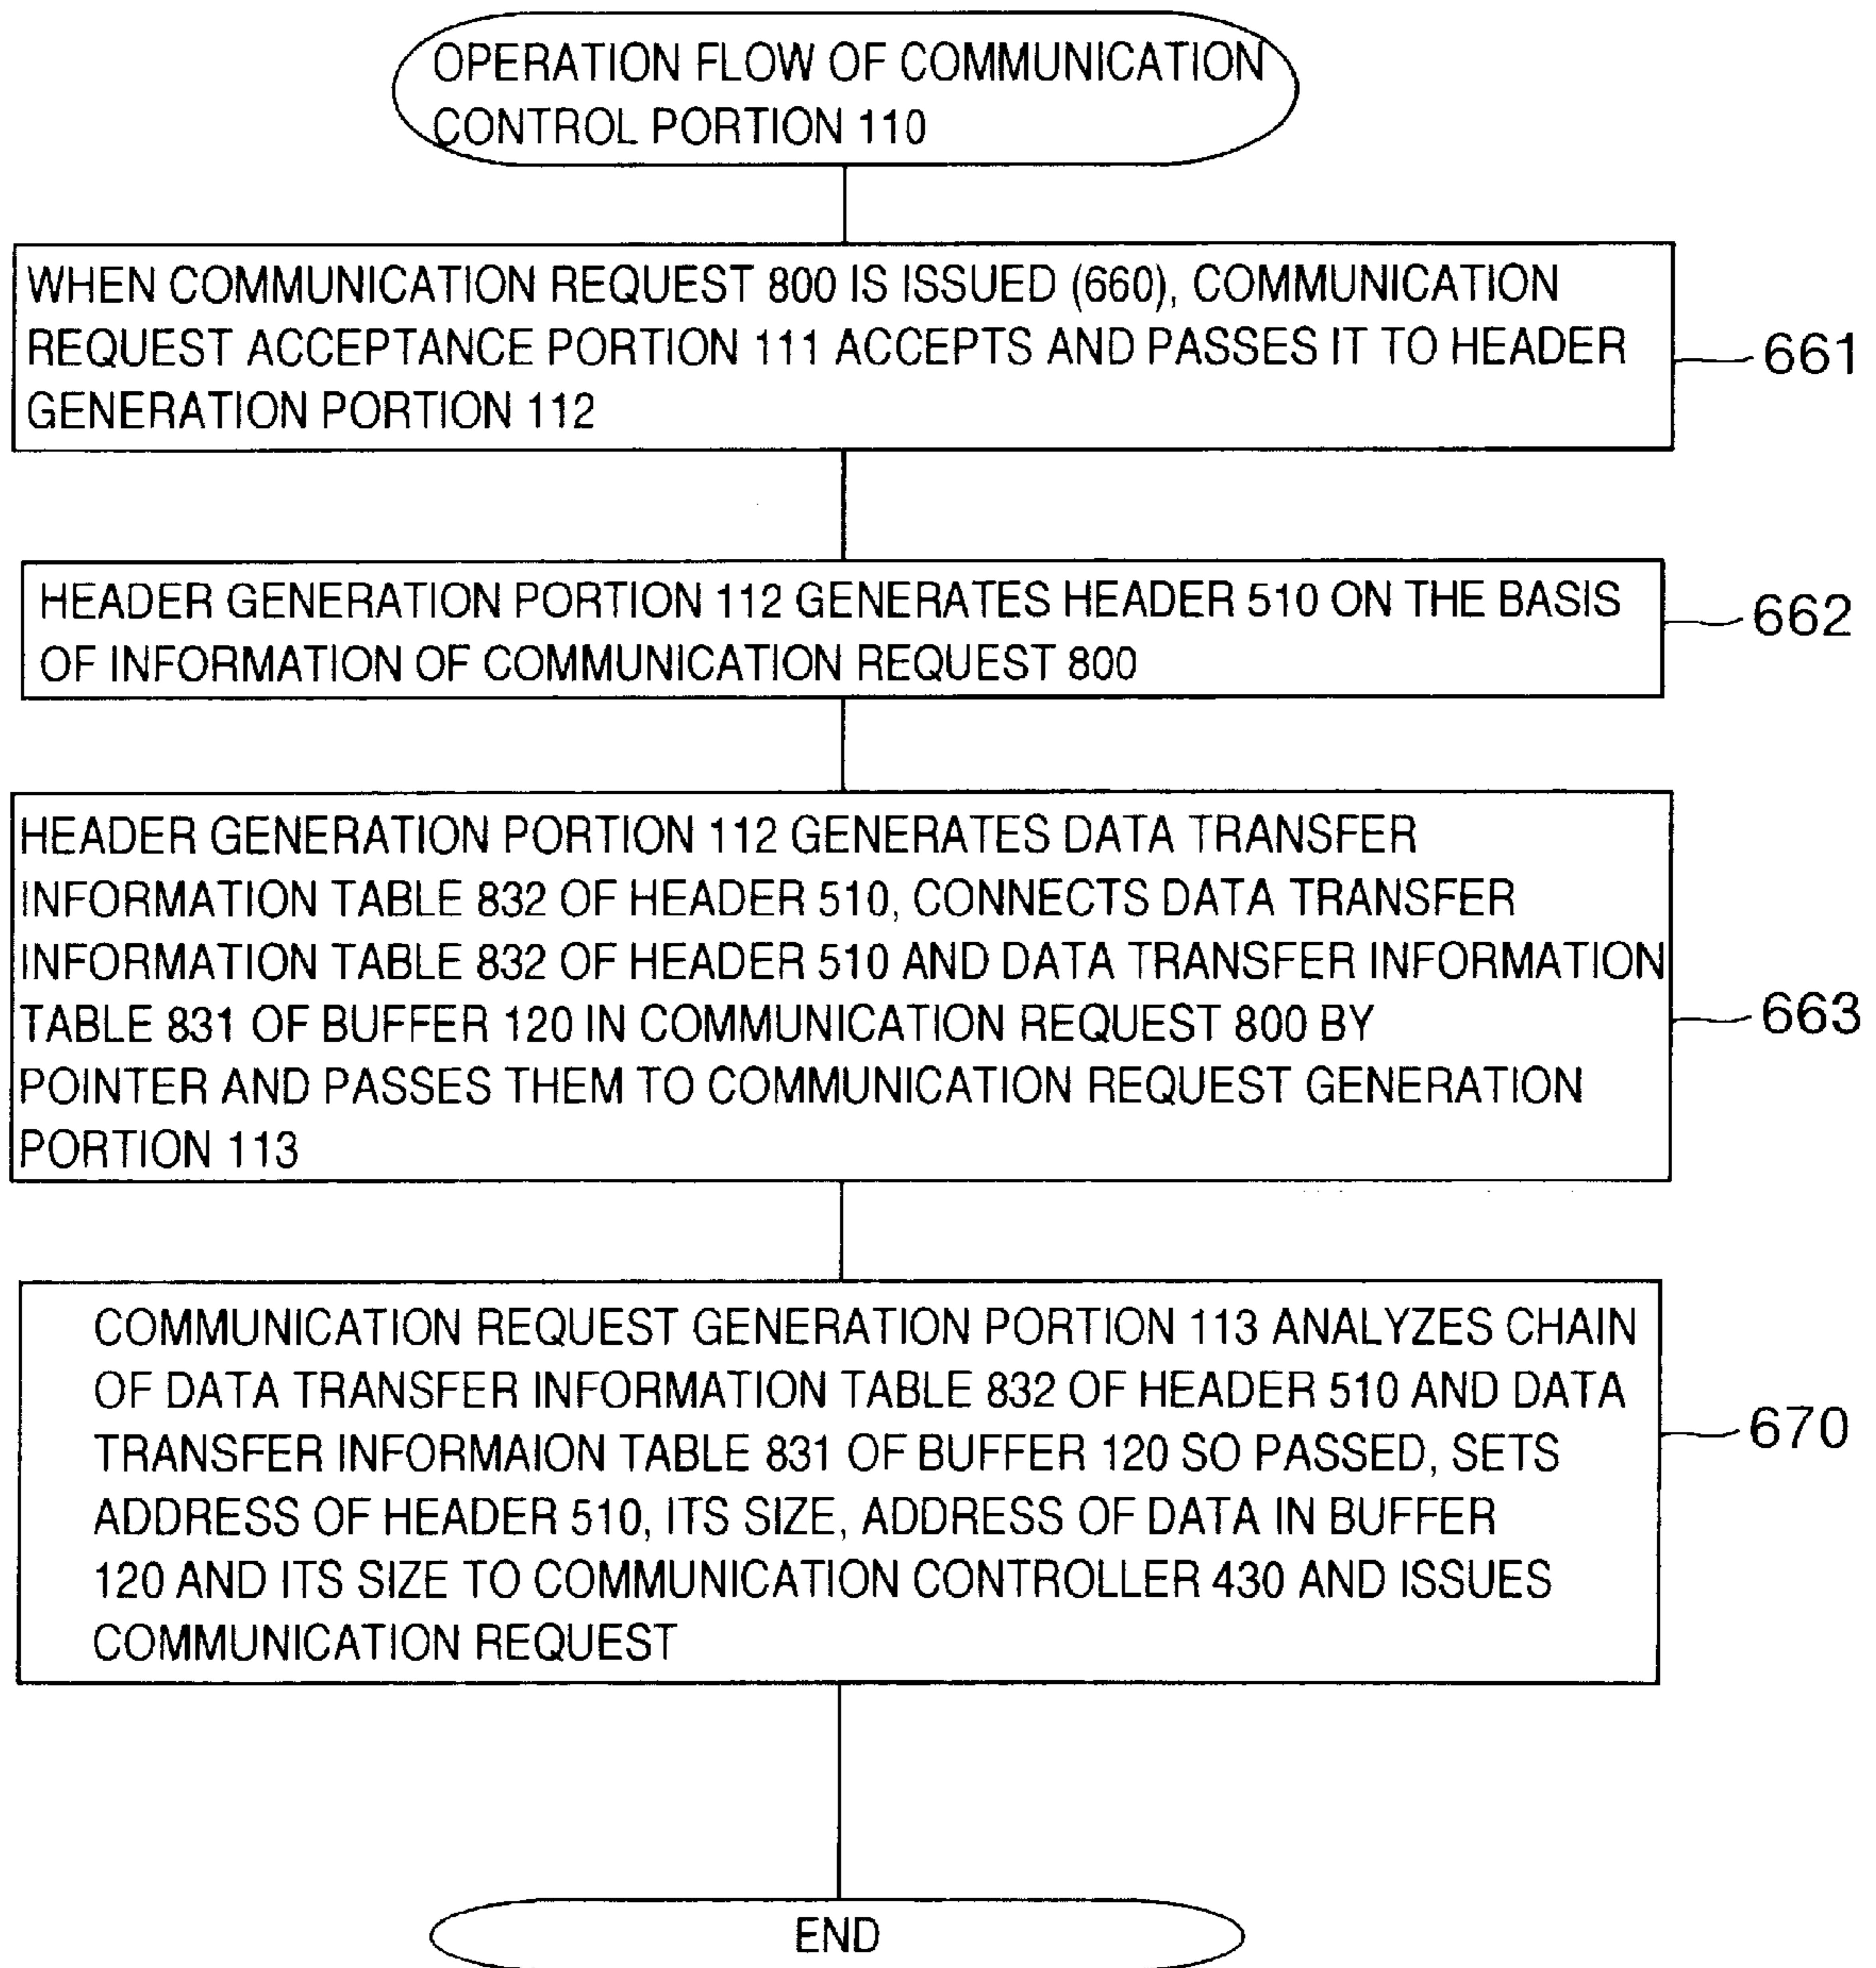 OPERATION FLOW OF COMMUNICATION
CONTROL PORTION 110
WHEN COMMUNICATION REQUEST 800 IS ISSUED (660), COMMUNICATION
REQUEST ACCEPTANCE PORTION 111 ACCEPTS AND PASSES IT TO HEADER
GENERATION PORTION 112
661
HEADER GENERATION PORTION 112 GENERATES HEADER 510 ON THE BASIS
OF INFORMATION OF COMMUNICATION REQUEST 800
662
HEADER GENERATION PORTION 112 GENERATES DATA TRANSFER
INFORMATION TABLE 832 OF HEADER 510, CONNECTS DATA TRANSFER
INFORMATION TABLE 832 OF HEADER 510 AND DATA TRANSFER INFORMATION
TABLE 831 OF BUFFER 120 IN COMMUNICATION REQUEST 800 BY
POINTER AND PASSES THEM TO COMMUNICATION REQUEST GENERATION
PORTION 113
663
COMMUNICATION REQUEST GENERATION PORTION 113 ANALYZES CHAIN
OF DATA TRANSFER INFORMATION TABLE 832 OF HEADER 510 AND DATA
TRANSFER INFORMAION TABLE 831 OF BUFFER 120 SO PASSED, SETS
ADDRESS OF HEADER 510, ITS SIZE, ADDRESS OF DATA IN BUFFER
120 AND ITS SIZE TO COMMUNICATION CONTROLLER 430 AND ISSUES
COMMUNICATION REQUEST
670
END